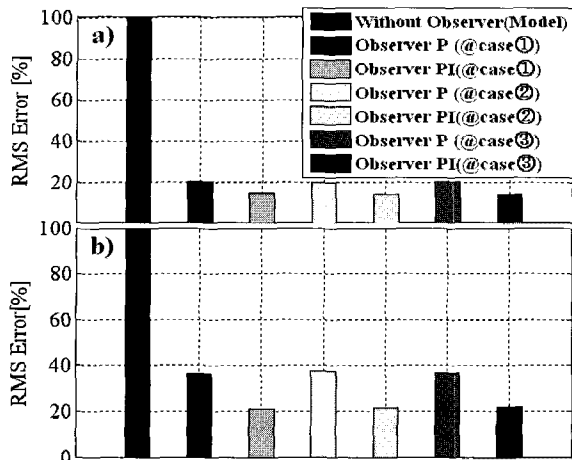 a)
RMS Error [%]
100
80
60
40
20
Without Observer(Model)
Observer P (@case①)
Observer PI(@case①)
Observer P (@case②)
Observer PI(@case②)
Observer P (@case③)
Observer PI(@case③)
b)
RMS Error[%]
100
80
60
40
20
0